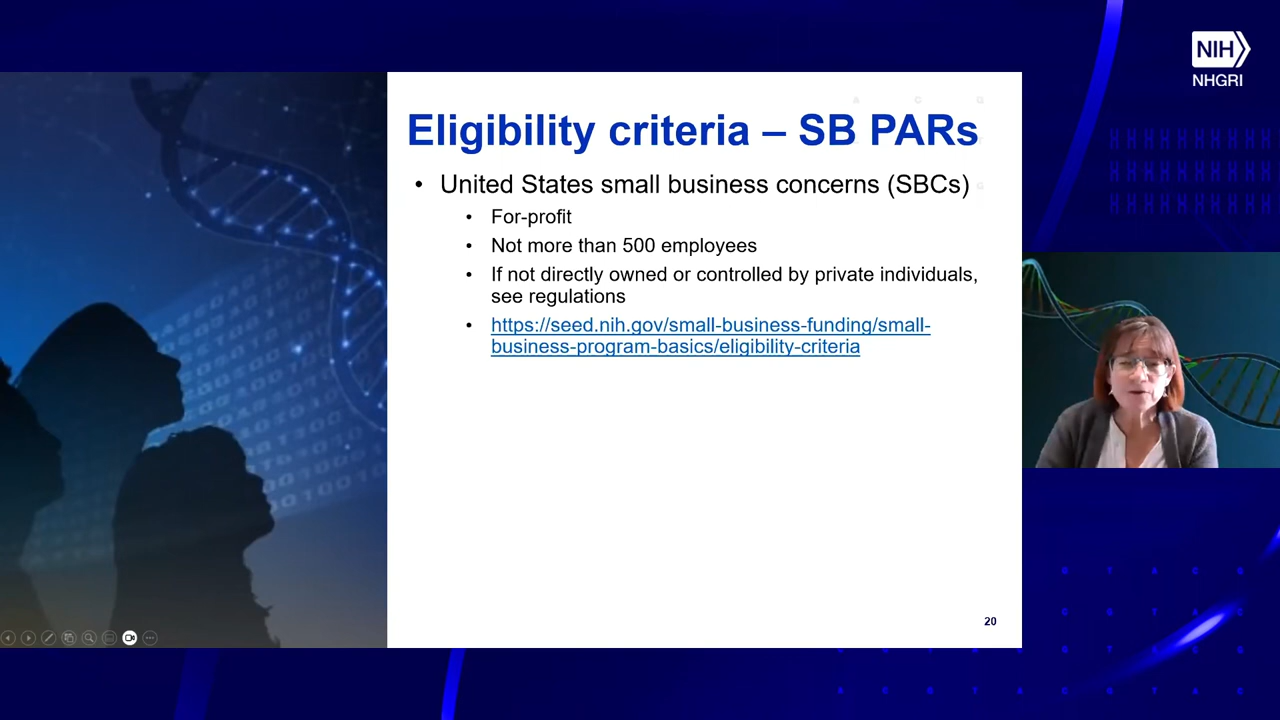 NIH
NHGRI
Eligibility criteria – SB PARs
• United States small business concerns (SBCs)
• For-profit
• Not more than 500 employees
• If not directly owned or controlled by private individuals,
see regulations
• https://seed.nih.gov/small-business-funding/small-
business-program-basics/eligibility-criteria
20